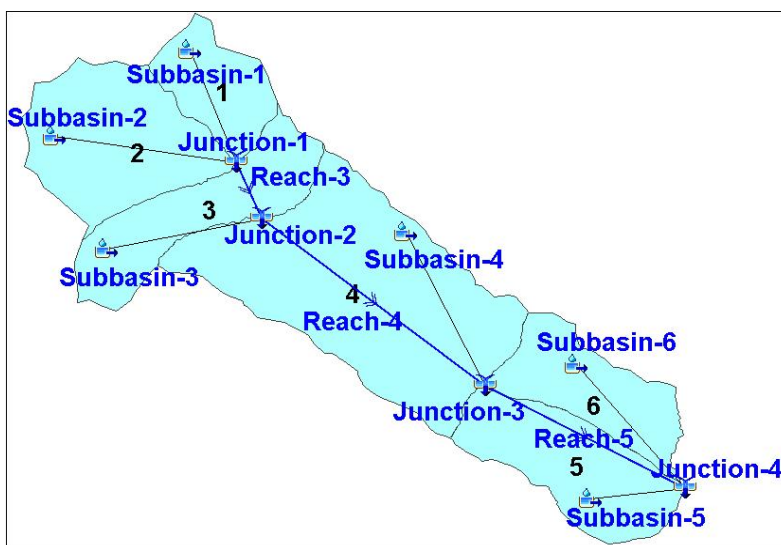 Subbasin-1
1
Subbasin-2
Junction-1
2
Reach-3
3
Junction-2
Subbasin-3
Subbasin-4
4
Reach-4
Subbasin-6
Junction-3
6
Reach-5
5
Junction-4
Subbasin-5